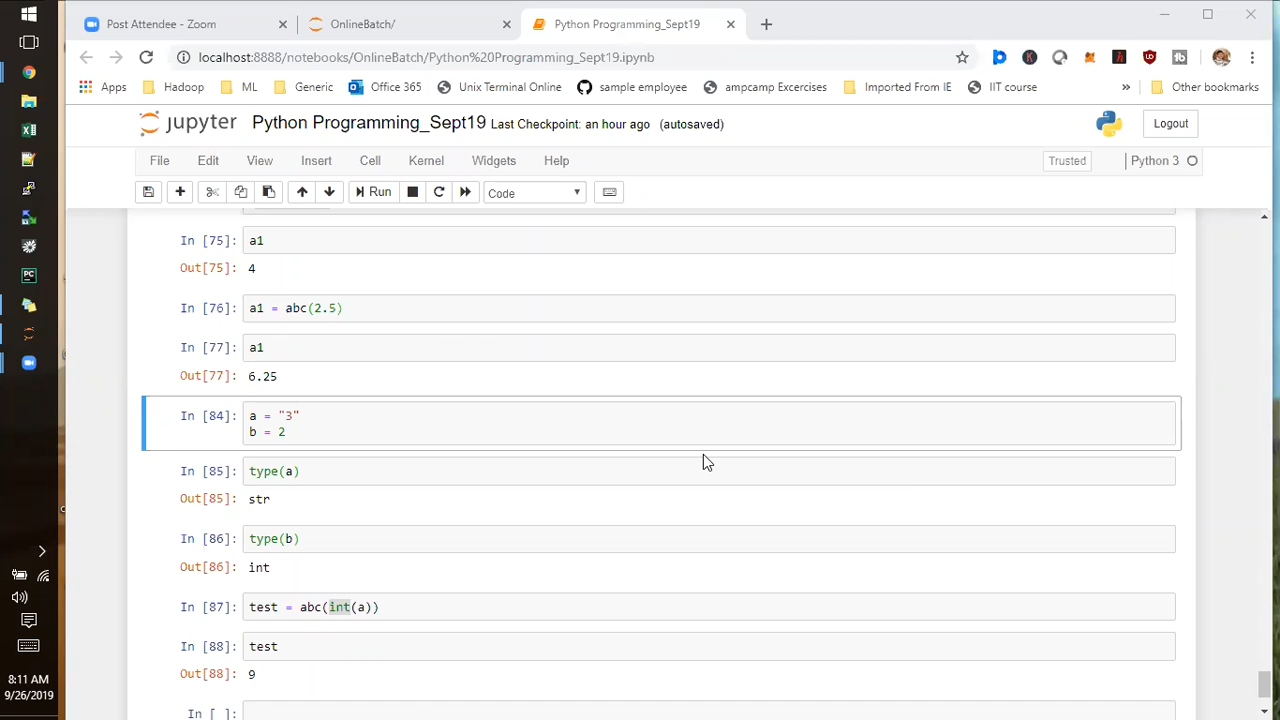 Post Attendee - Zoom
OnlineBatch/
Python Programming_Sept19
localhost:8888/notebooks/OnlineBatch/Python%20Programming_Sept19.ipynb
Apps
Hadoop
ML
Generic
Office 365
Unix Terminal Online
sample employee
ampcamp Excercises
Imported From IE
IIT course
»
Other bookmarks
jupyter
Python Programming_Sept19 Last Checkpoint: an hour ago (autosaved)
Logout
File
Edit
View
Insert
Cell
Kernel
Widgets
Help
Trusted
Python 3
Run
Code
In [75]: a1
Out[75]: 4
In [76]: a1 = abc(2.5)
In [77]: a1
Out[77]: 6.25
In [84]: a = "3"
b = 2
In [85]: type(a)
Out[85]: str
In [86]: type(b)
Out[86]: int
In [87]: test = abc(int(a))
In [88]: test
Out[88]: 9
In [ ]:
8:11 AM
9/26/2019